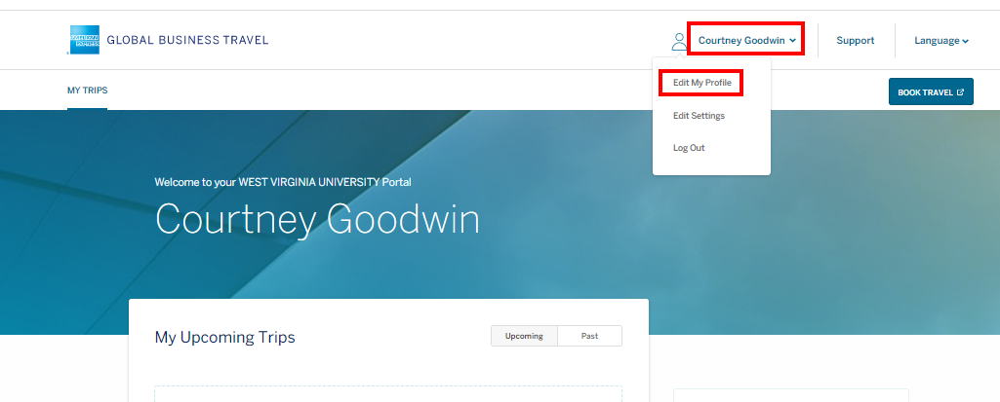 AMERICAN EXPRESS
GLOBAL BUSINESS TRAVEL
Courtney Goodwin
Support
Language
MY TRIPS
Edit My Profile
BOOK TRAVEL
Edit Settings
Log Out
Welcome to your WEST VIRGINIA UNIVERSITY Portal
Courtney Goodwin
My Upcoming Trips
Upcoming
Past